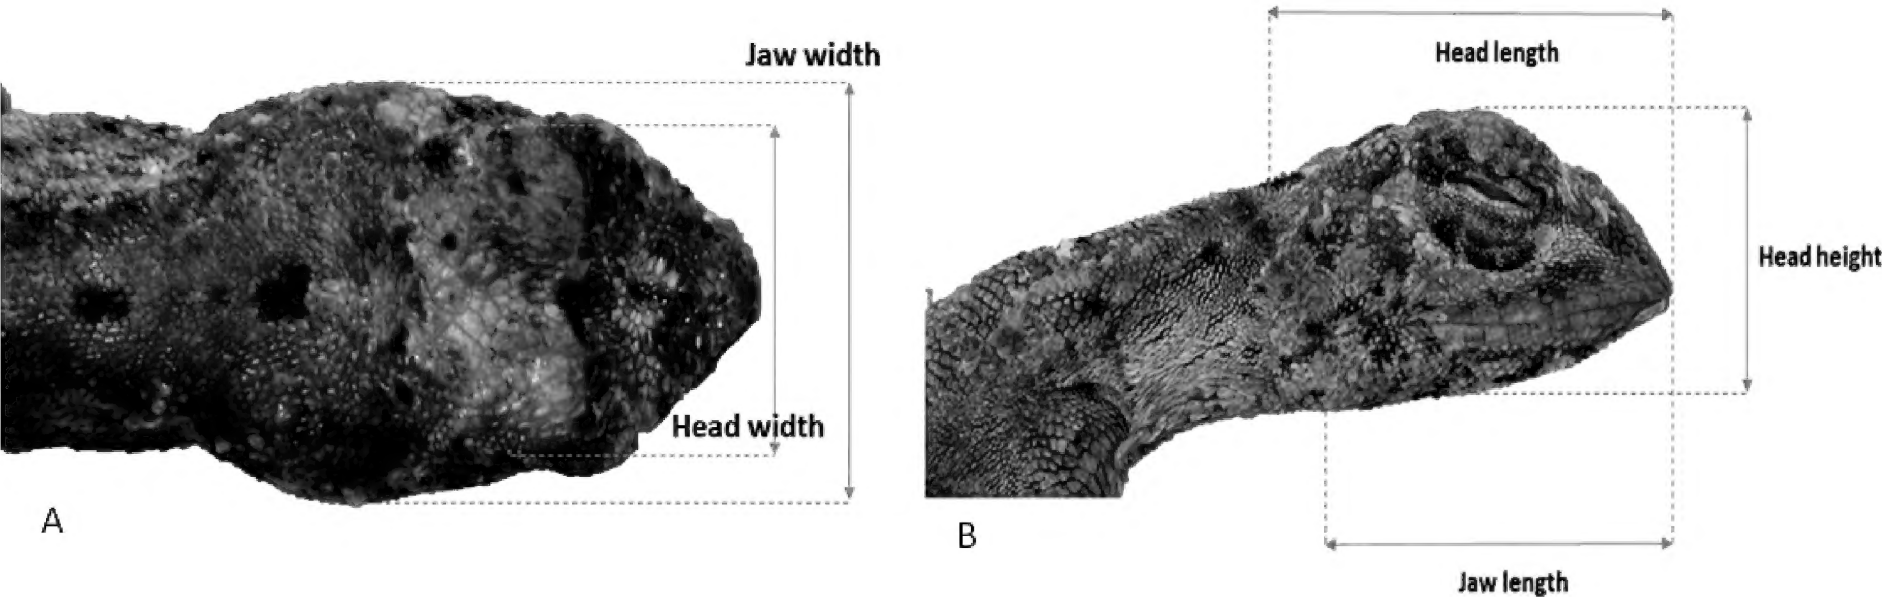 Jaw width
Head width
A
Head length
Head height
B
Jaw length